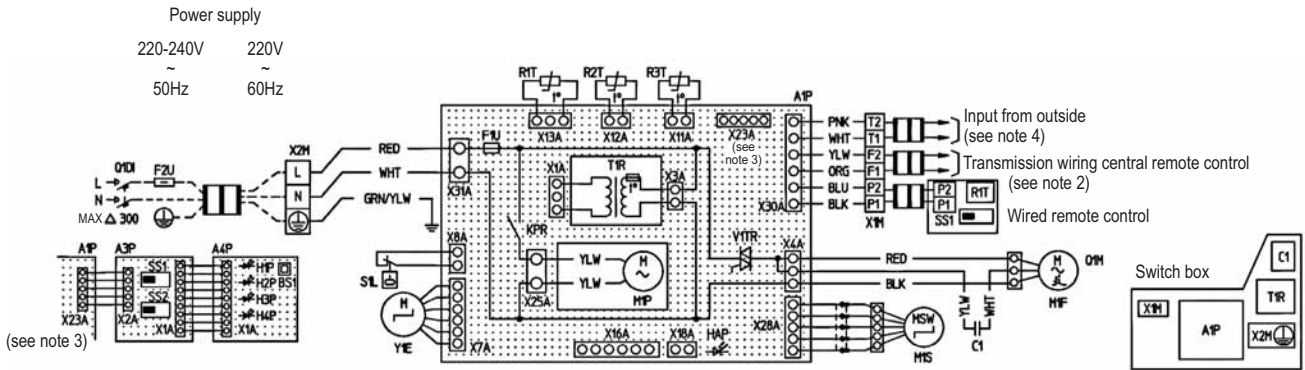 Power supply
220-240V 220V
~ ~
50Hz 60Hz
R1T R2T R3T
t° t° t°
A1P
X13A X12A X11A X23A
(see
note 3)
Q1DI F2U
L
N
MAX △ 300
X2M
L
N
RED
WHT
GRN/YLW
X31A
F1U
X1A T1R X3A
KPR
X30A
PNK T2
WHT T1
YLW F2
ORG F1
BLU P2
BLK P1
X1M
Input from outside
(see note 4)
Transmission wiring central remote control
(see note 2)
P2
P1
R1T
SS1
Wired remote control
X8A
S1L
YLW
YLW
X25A
M
~
M1P
V1TR
X4A
RED
BLK
YLW
WHT
C1
M
~
Q1M
M1F
M
Y1E
X7A
X16A X18A HAP
X28A
MSW
M1S
A1P A3P A4P
SS1
SS2
H1P
H2P BS1
H3P
H4P
X23A X2A X1A X1A
(see note 3)
Switch box
X1M
A1P
C1
T1R
X2M